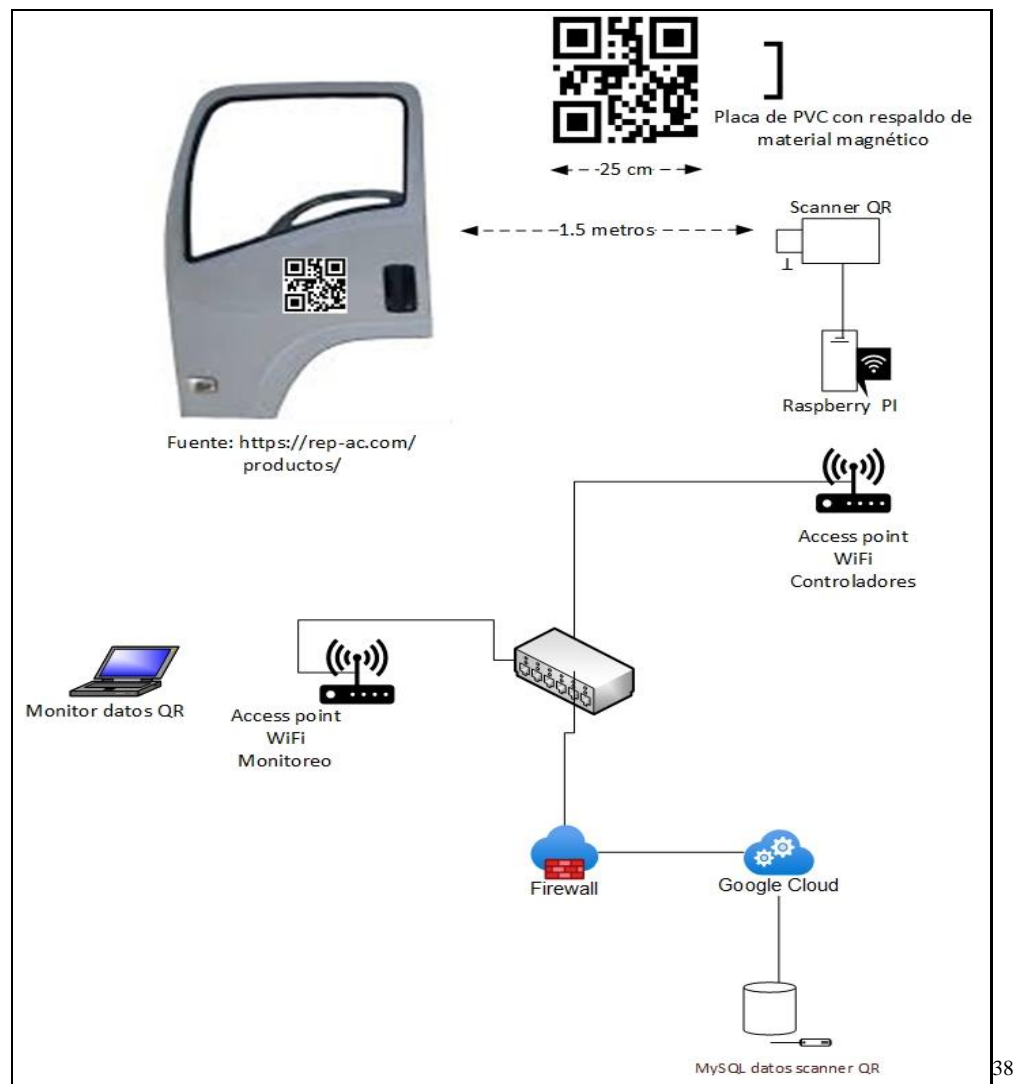 Placa de PVC con respaldo de
material magnético
25 cm
Scanner QR
1.5 metros
Raspberry PI
Fuente: https://rep-ac.com/
productos/
Access point
WiFi
Controladores
Monitor datos QR
Access point
WiFi
Monitoreo
Firewall
Google Cloud
MySQL datos scanner QR
38